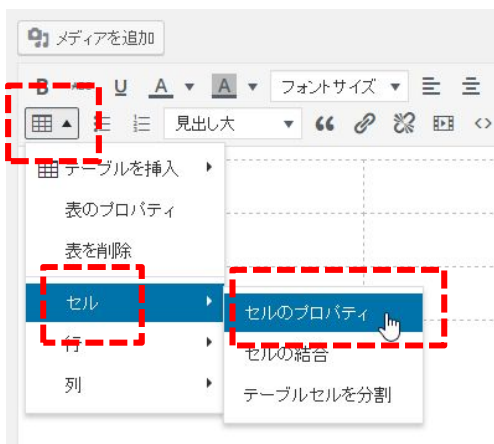 メディアを追加
B ABC U A A フォントサイズ
見出し大
テーブルを挿入
表のプロパティ
表を削除
セル
セルのプロパティ
行
セルの結合
列
テーブルセルを分割